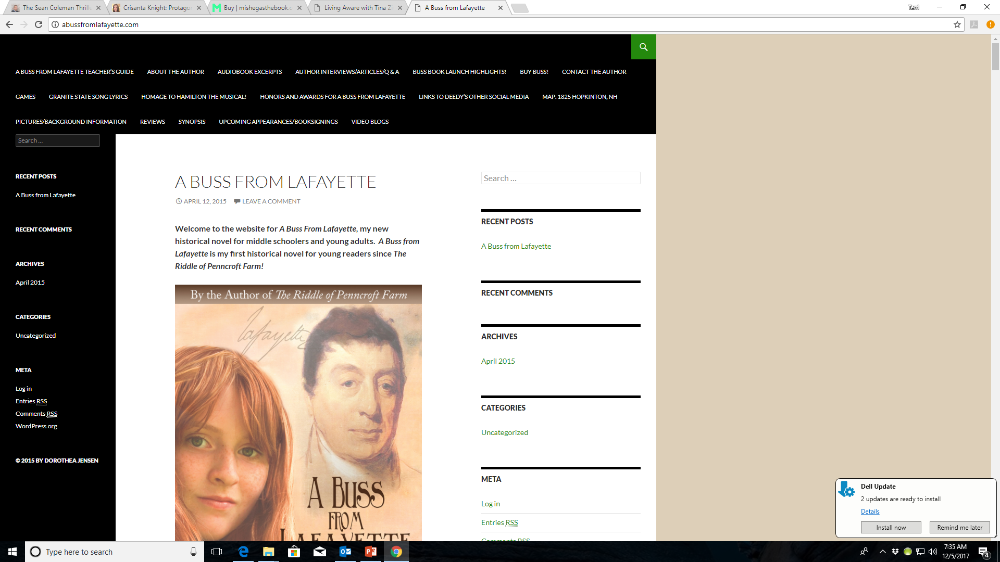 The Sean Coleman Thrille
Crisanta Knight: Protago
Buy | mishegasthebook.c
Living Aware with Tina Zi
A Buss from Lafayette
Terri
abussfromlafayette.com
A BUSS FROM LAFAYETTE TEACHER'S GUIDE ABOUT THE AUTHOR AUDIOBOOK EXCERPTS AUTHOR INTERVIEWS/ARTICLES/Q & A BUSS BOOK LAUNCH HIGHLIGHTS! BUY BUSS! CONTACT THE AUTHOR
GAMES GRANITE STATE SONG LYRICS HOMAGE TO HAMILTON THE MUSICAL! HONORS AND AWARDS FOR A BUSS FROM LAFAYETTE LINKS TO DEEDY'S OTHER SOCIAL MEDIA MAP: 1825 HOPKINTON, NH
PICTURES/BACKGROUND INFORMATION REVIEWS SYNOPSIS UPCOMING APPEARANCES/BOOKSIGNINGS VIDEO BLOGS
Search ...
RECENT POSTS
A Buss from Lafayette
RECENT COMMENTS
ARCHIVES
April 2015
CATEGORIES
Uncategorized
META
Log in
Entries RSS
Comments RSS
WordPress.org
© 2015 BY DOROTHEA JENSEN
A BUSS FROM LAFAYETTE
APRIL 12, 2015 LEAVE A COMMENT
Welcome to the website for A Buss From Lafayette, my new
historical novel for middle schoolers and young adults. A Buss from
Lafayette is my first historical novel for young readers since The
Riddle of Penncroft Farm!
By the Author of The Riddle of Penncroft Farm
Lafayette
A BUSS
FROM
LAFAYETTE
Search ...
RECENT POSTS
A Buss from Lafayette
RECENT COMMENTS
ARCHIVES
April 2015
CATEGORIES
Uncategorized
META
Log in
Entries RSS
Comments RSS
Dell Update
2 updates are ready to install
Details
Install now Remind me later
Type here to search
7:35 AM
12/5/2017
4